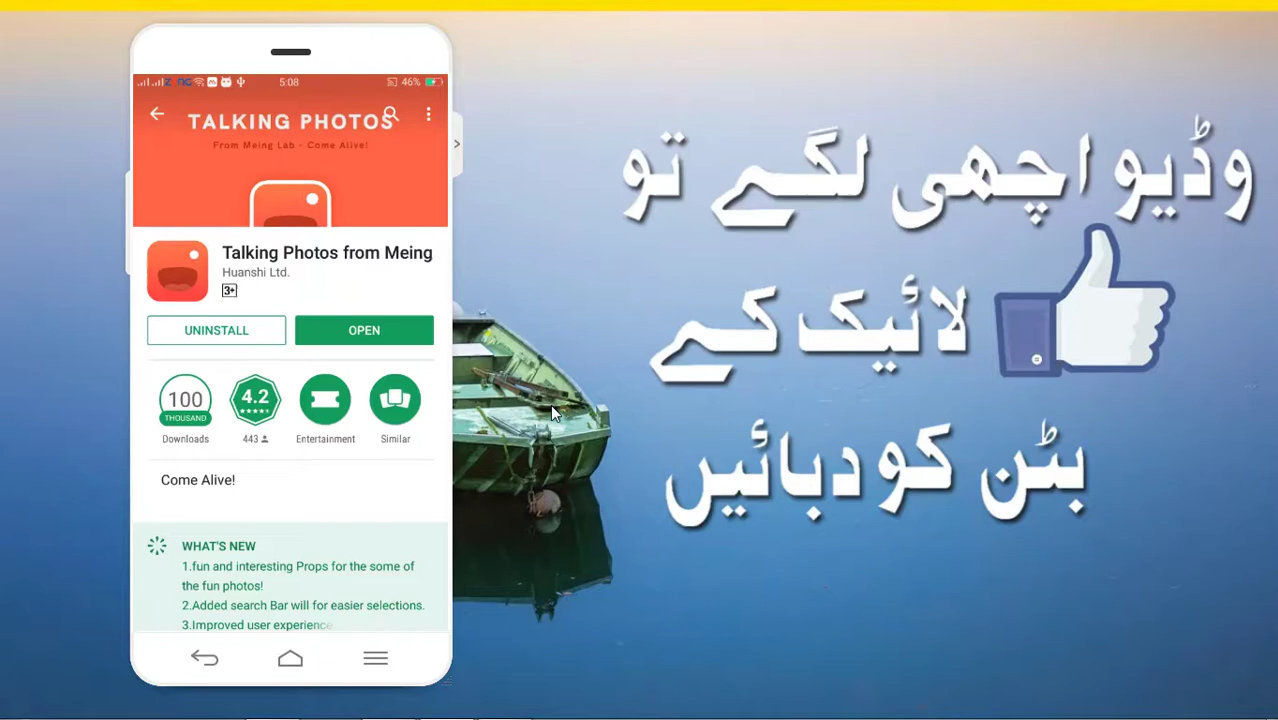 5:08
46%
TALKING PHOTOS
From Meing Lab - Come Alive!
Talking Photos from Meing
Huanshi Ltd.
3+
UNINSTALL
OPEN
100
THOUSAND
Downloads
4.2
443
Entertainment
Similar
Come Alive!
WHAT'S NEW
1.fun and interesting Props for the some of
the fun photos!
2.Added search Bar will for easier selections.
3.Improved user experience
وڈیو اچھی لگے تو
لائیک کے
بٹن کو دبائیں